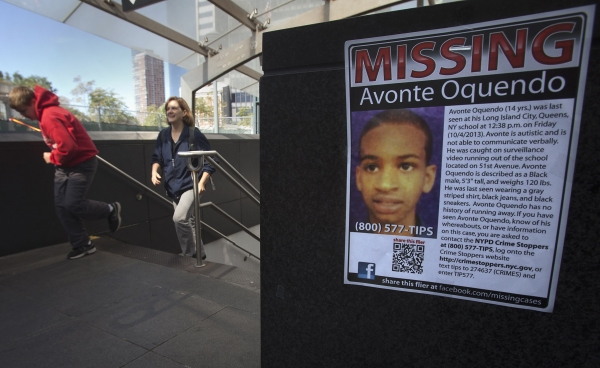 MISSING
Avonte Oquendo
Avonte Oquendo (14 yrs.) was last
seen at his Long Island City, Queens,
NY school at 12:38 p.m. on Friday
(10/4/2013). Avonte is autistic and is
not able to communicate verbally.
He was caught on surveillance
video running out of the school
located on 51st Avenue. Avonte
Oquendo is described as a Black
male, 5'3" tall, and weighs 120 lbs.
He was last seen wearing a gray
striped shirt, black jeans, and black
sneakers. Avonte Oquendo has no
history of running away. If you have
seen Avonte Oquendo, know of his
whereabouts, or have information
on this case, you are asked to
contact the NYPD Crime Stoppers
at (800) 577-TIPS, log onto the
Crime Stoppers website
http://crimestoppers.nyc.gov, or
text tips to 274637 (CRIMES) and
enter TIP577.
(800) 577-TIPS
share this flier
f
share this flier at facebook.com/missingcases